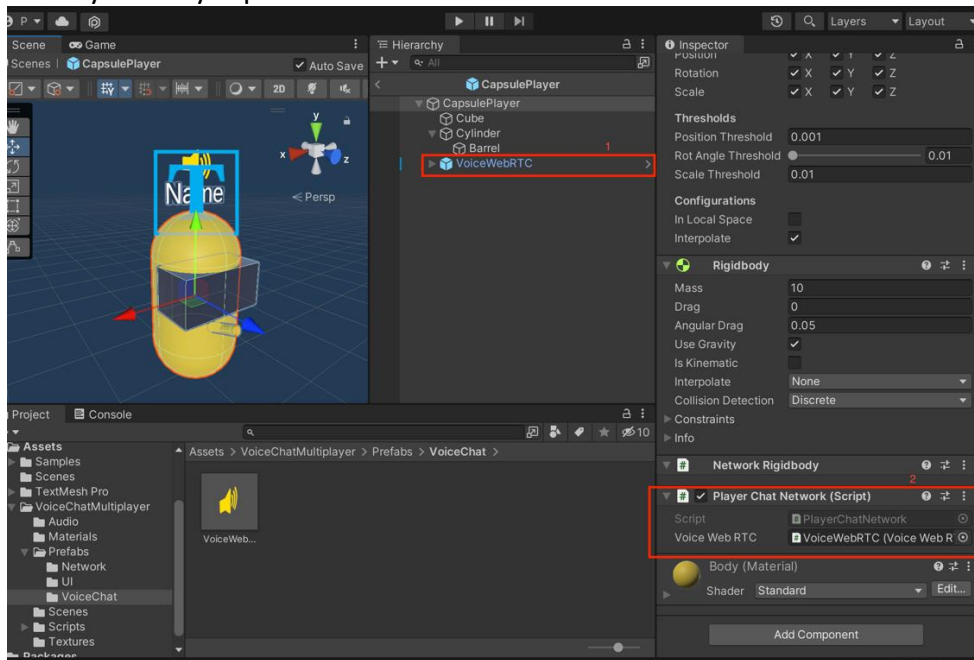 P
Layers
Layout
Scene
Game
Scenes
CapsulePlayer
Auto Save
2D
y
x
z
Persp
Name
Hierarchy
All
CapsulePlayer
CapsulePlayer
Cube
Cylinder
Barrel
1
VoiceWebRTC
Inspector
Position X Y Z
Rotation X Y Z
Scale X Y Z
Thresholds
Position Threshold 0.001
Rot Angle Threshold 0.01
Scale Threshold 0.01
Configurations
In Local Space
Interpolate
Rigidbody
Mass 10
Drag 0
Angular Drag 0.05
Use Gravity
Is Kinematic
Interpolate None
Collision Detection Discrete
Constraints
Info
# Network Rigidbody
2
# Player Chat Network (Script)
Script PlayerChatNetwork
Voice Web RTC VoiceWebRTC (Voice Web R
Body (Material)
Shader Standard
Edit...
Add Component
Project
Console
10
Assets
Samples
Scenes
TextMesh Pro
VoiceChatMultiplayer
Audio
Materials
Prefabs
Network
UI
VoiceChat
Scenes
Scripts
Textures
Packages
Assets > VoiceChatMultiplayer > Prefabs > VoiceChat >
VoiceWeb...